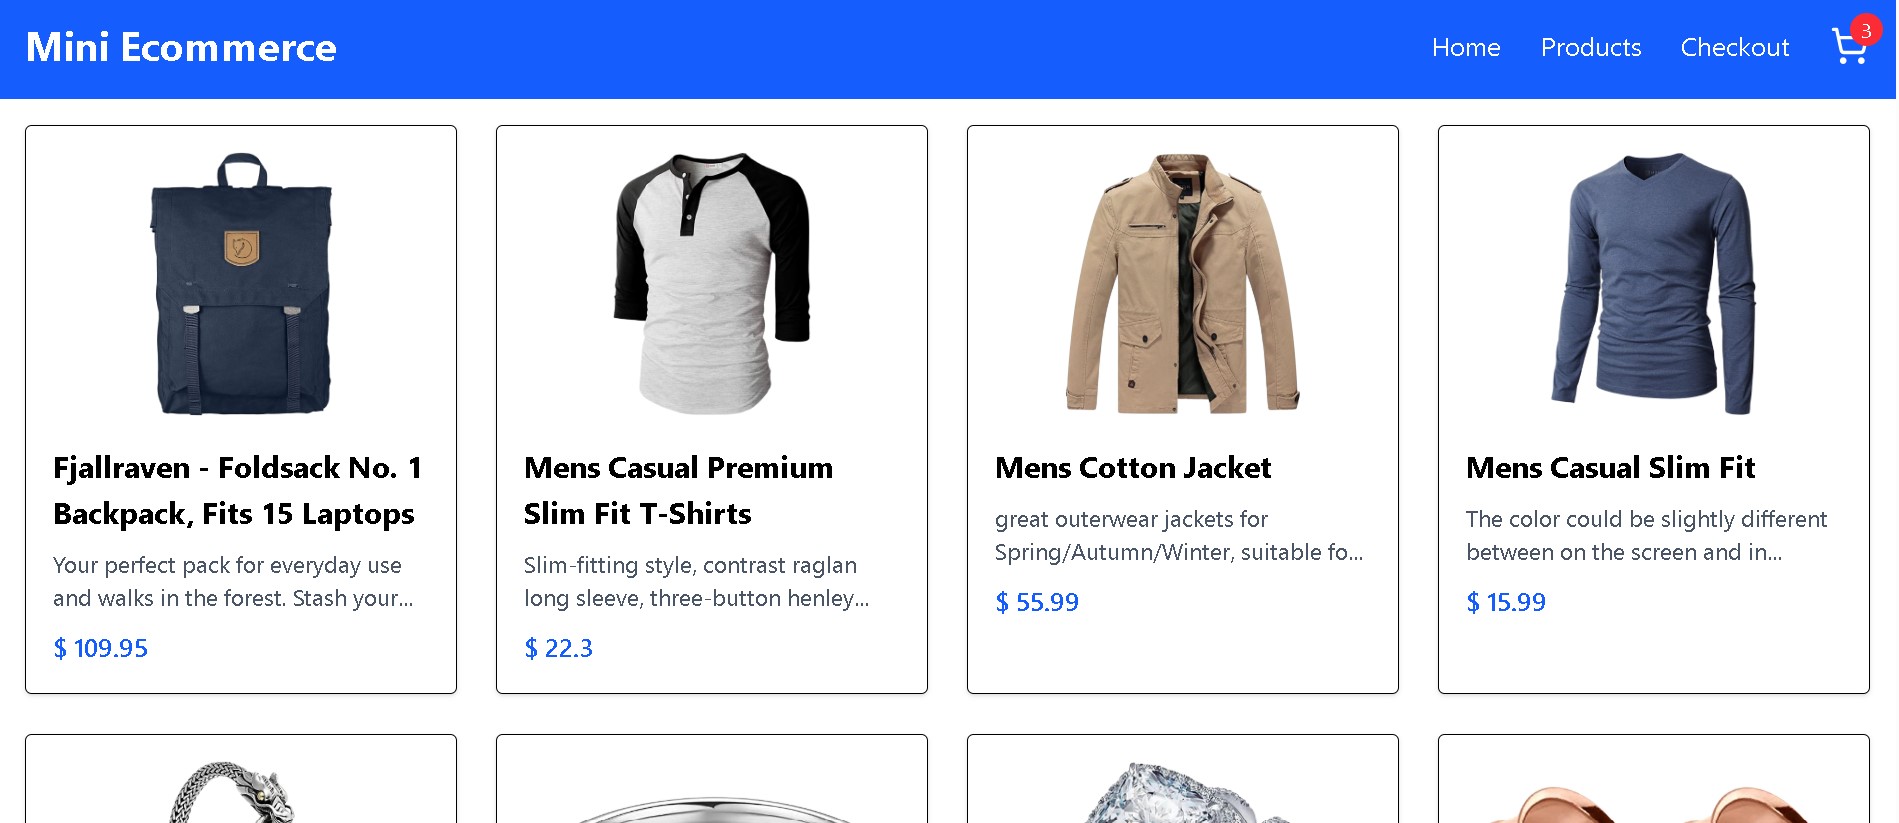 Mini Ecommerce
Home Products Checkout 3
Fjallraven - Foldsack No. 1
Backpack, Fits 15 Laptops
Your perfect pack for everyday use
and walks in the forest. Stash your...
$ 109.95
Mens Casual Premium
Slim Fit T-Shirts
Slim-fitting style, contrast raglan
long sleeve, three-button henley...
$ 22.3
Mens Cotton Jacket
great outerwear jackets for
Spring/Autumn/Winter, suitable fo...
$ 55.99
Mens Casual Slim Fit
The color could be slightly different
between on the screen and in...
$ 15.99